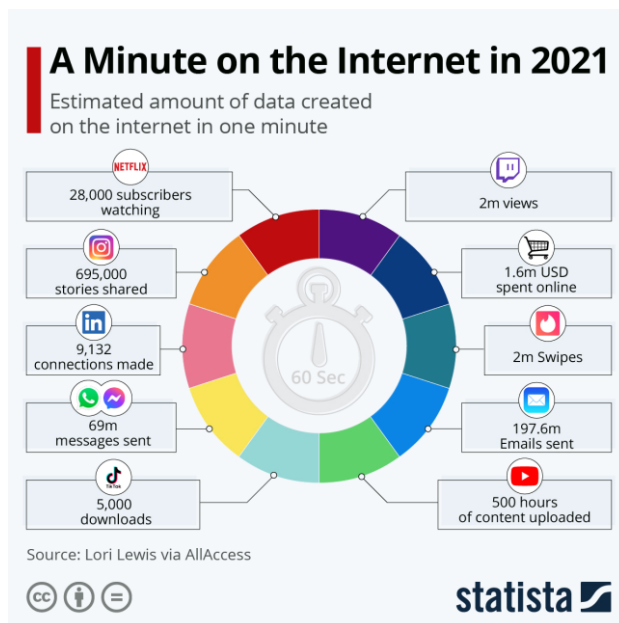 A Minute on the Internet in 2021
Estimated amount of data created
on the internet in one minute
NETFLIX
28,000 subscribers
watching
2m views
695,000
stories shared
1.6m USD
spent online
in
9,132
connections made
2m Swipes
60 Sec
69m
messages sent
197.6m
Emails sent
TikTok
5,000
downloads
500 hours
of content uploaded
Source: Lori Lewis via AllAccess
cc
statista